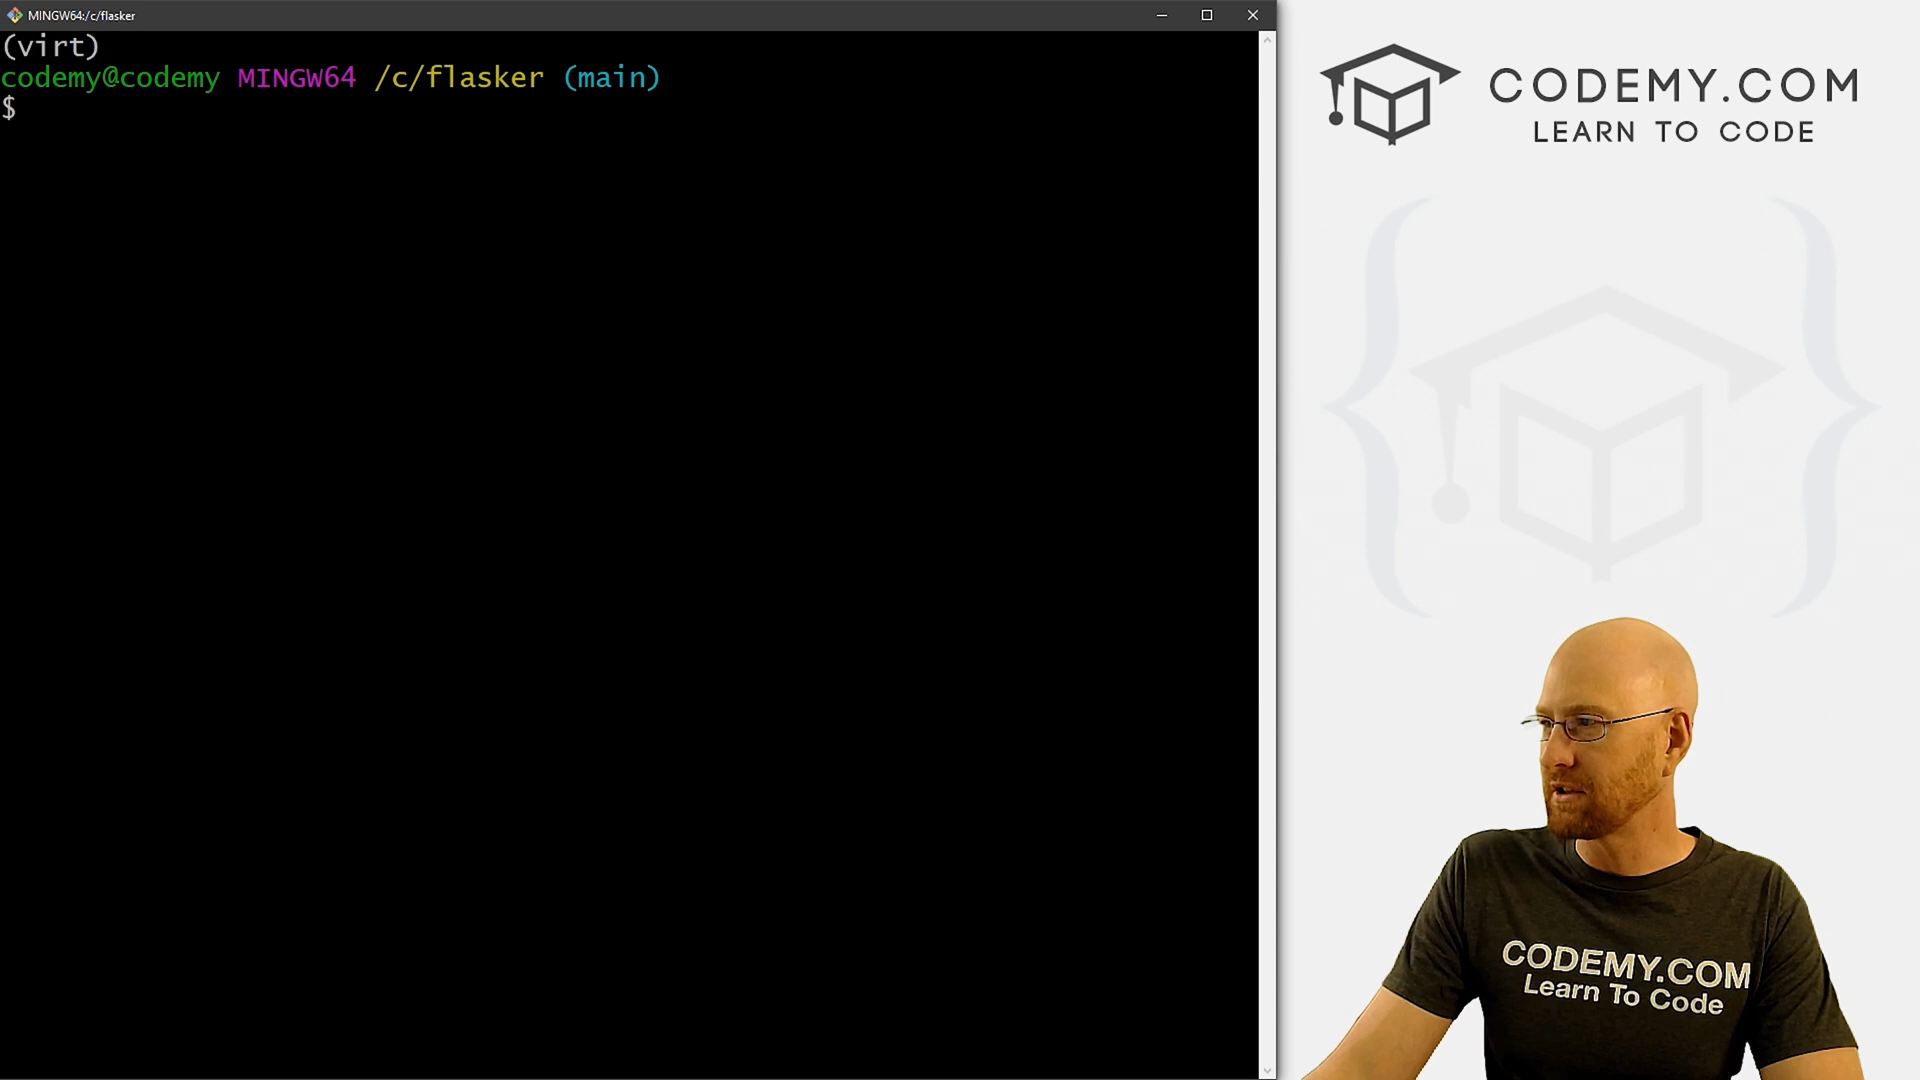 MINGW64:/c/flasker
(virt)
codemy@codemy MINGW64 /c/flasker (main)
$
CODEMY.COM
LEARN TO CODE
CODEMY.COM
Learn To Code